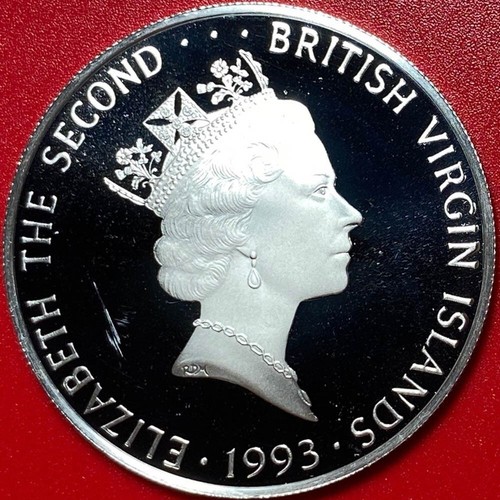 ELIZABETH THE SECOND ··· BRITISH VIRGIN ISLANDS · 1993 ·
RDM